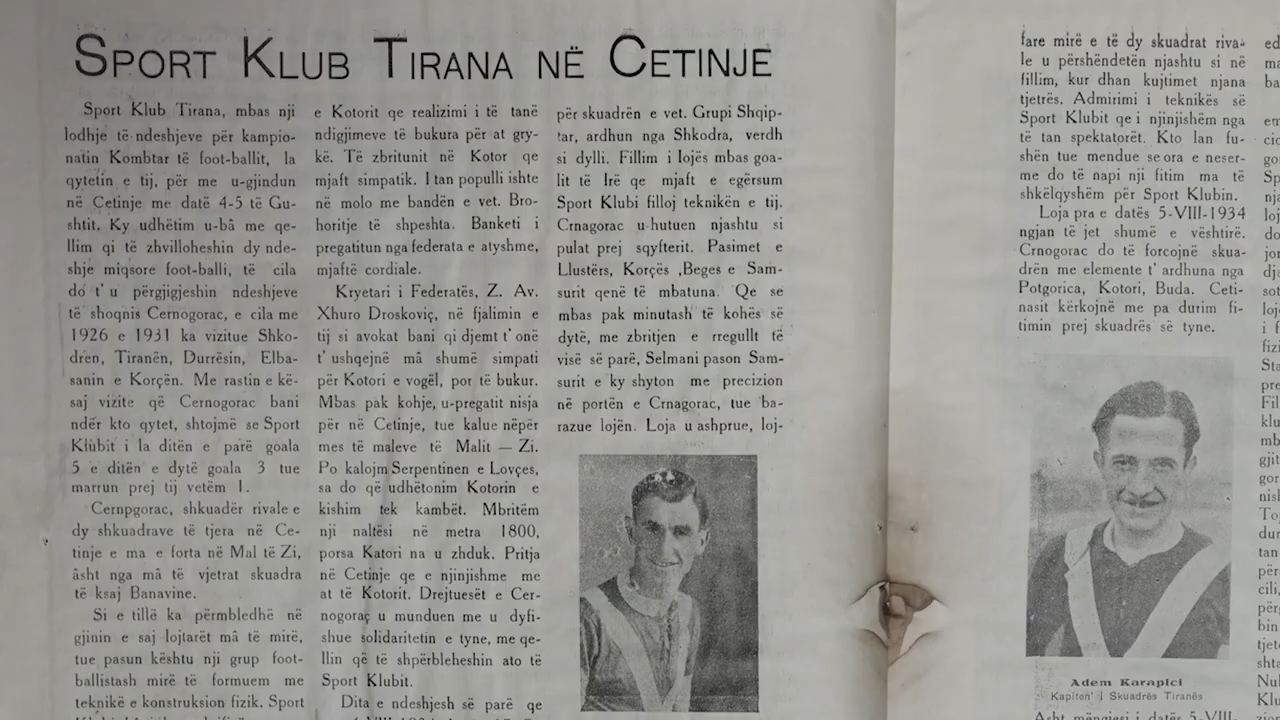 SPORT KLUB TIRANA NË CETINJE
Sport Klub Tirana, mbas nji
lodhje të ndeshjeve për kampio-
natin Kombtar të foot-ballit, la
qytetin e tij, për me u-gjindun
në Cetinje me datë 4-5 të Gu-
shtit. Ky udhëtim u-bâ me qe-
llim qi të zhvilloheshin dy nde-
shje miqsore foot-balli, të cila
do t' u përgjigjeshin ndeshjeve
të shoqnis Cernogorac, e cila me
1926 e 1931 ka vizitue Shko-
dren, Tiranën, Durrësin, Elba-
sanin e Korçën. Me rastin e kë-
saj vizite që Cernogorac bani
ndër kto qytet, shtojmë se Sport
Klubit i la ditën e parë goala
5 e ditën e dytë goala 3 tue
marrun prej tij vetëm 1.
Cernpgorac, shkuadër rivale e
dy shkuadrave të tjera në Ce-
tinje e ma e forta në Mal të Zi,
âsht nga mâ të vjetrat skuadra
të ksaj Banavine.
Si e tillë ka përmbledhë në
gjinin e saj lojtarët mâ të mirë,
tue pasun kështu nji grup foot-
ballistash mirë të formuem me
teknikë e konstruksion fizik. Sport
e Kotorit qe realizimi i të tanë
ndigjimeve të bukura për at gry-
kë. Të zbritunit në Kotor qe
mjaft simpatik. I tan populli ishte
në molo me bandën e vet. Bro-
horitje të shpeshta. Banketi i
pregatitun nga federata e atyshme,
mjaftë cordiale.
Kryetari i Federatës, Z. Av.
Xhuro Droskoviç, në fjalimin e
tij si avokat bani qi djemt t' onë
t' ushqejnë mâ shumë simpati
për Kotori e vogël, por të bukur.
Mbas pak kohje, u-pregatit nisja
për në Cetinje, tue kalue nëpër
mes të maleve të Malit — Zi.
Po kalojm Serpentinen e Lovçes,
sa do që udhëtonim Kotorin e
kishim tek kambët. Mbritëm
nji naltësi në metra 1800,
porsa Katori na u zhduk. Pritja
në Cetinje qe e njinjishme me
at të Kotorit. Drejtuesët e Cer-
nogoraç u munduen me u dyfi-
shue solidaritetin e tyne, me qe-
llin që të shpërbleheshin ato të
Sport Klubit.
Dita e ndeshjesh së parë qe
për skuadrën e vet. Grupi Shqip-
tar, ardhun nga Shkodra, verdh
si dylli. Fillim i lojës mbas goa-
lit të Irë qe mjaft e egërsum
Sport Klubi filloj teknikën e tij.
Crnagorac u-hutuen njashtu si
pulat prej sqyfterit. Pasimet e
Llustërs, Korçës ,Beges e Sam-
surit qenë të mbatuna. Qe se
mbas pak minutash të kohës së
dytë, me zbritjen e rregullt të
visë së parë, Selmani pason Sam-
surit e ky shyton me precizion
në portën e Crnagorac, tue ba-
razue lojën. Loja u ashprue, loj-
fare mirë e të dy skuadrat riva-
le u përshëndetën njashtu si në
fillim, kur dhan kujtimet njana
tjetrës. Admirimi i teknikës së
Sport Klubit qe i njinjishëm nga
të tan spektatorët. Kto lan fu-
shën tue mendue se ora e neser-
me do të napi nji fitim ma të
shkëlqyshëm për Sport Klubin.
Loja pra e datës 5-VIII-1934
ngjan të jet shumë e vështirë.
Crnogorac do të forcojnë skua-
drën me elemente t' ardhuna nga
Potgorica, Kotori, Buda. Ceti-
nasit kërkojnë me pa durim fi-
timin prej skuadrës së tyne.
Adem Karapici
Kapiten' i Skuadrës Tiranës